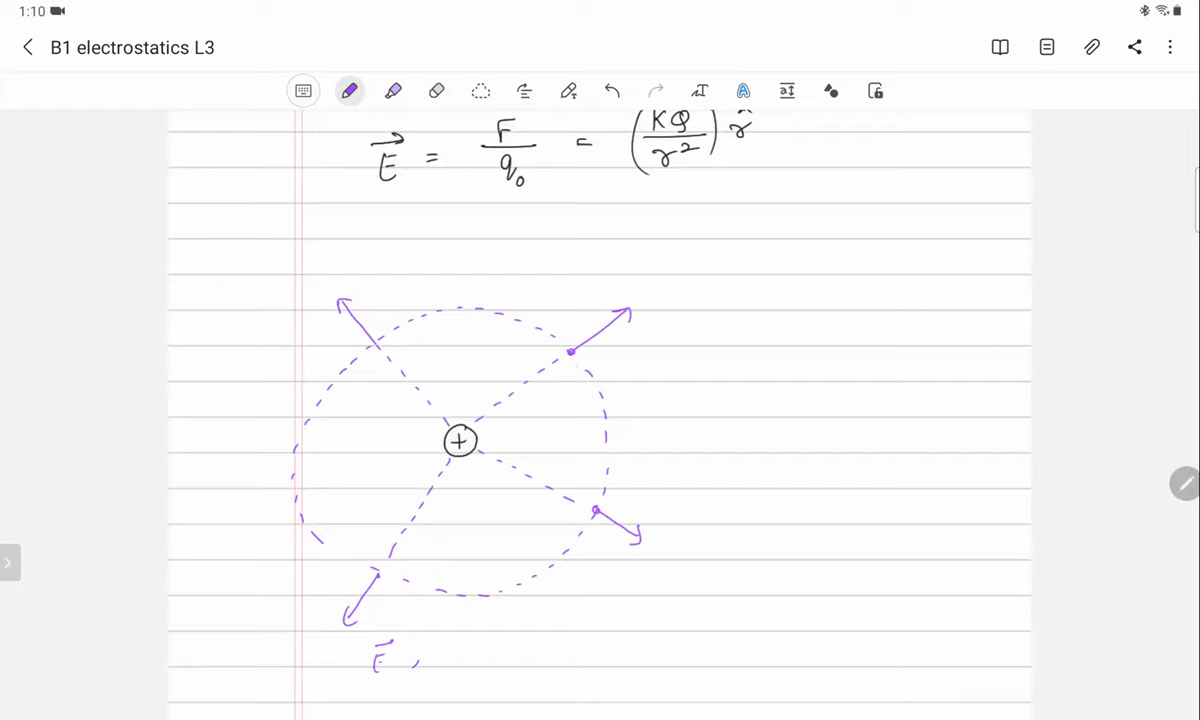 1:10
B1 electrostatics L3
E⃗ = F/q₀ = (KQ/r²) r̂
+
E⃗ ,